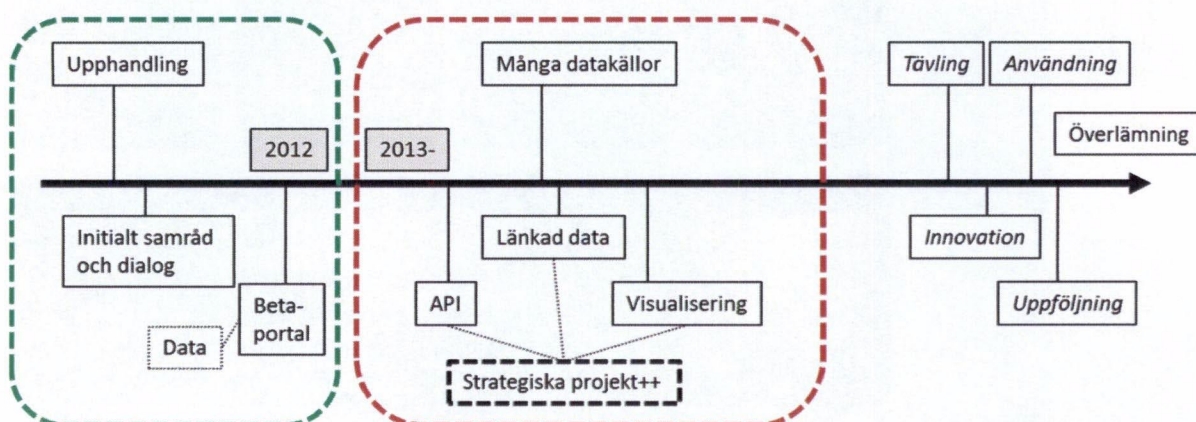 Upphandling
Många datakällor
Tävling
Användning
2012
2013-
Överlämning
Initialt samråd
och dialog
Länkad data
Innovation
Beta-
portal
Data
API
Visualisering
Uppföljning
Strategiska projekt++